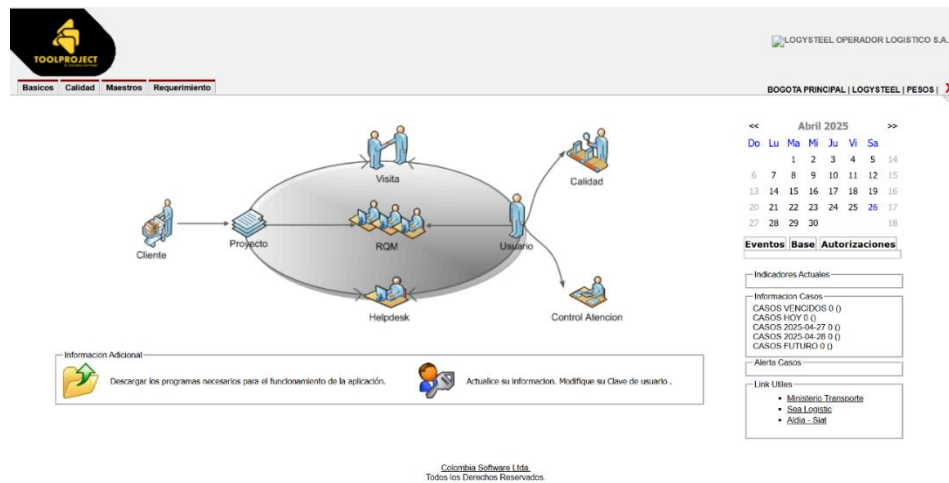 TOOLPROJECT
LOGYSTEEL OPERADOR LOGISTICO S.A.
Basicos Calidad Maestros Requerimiento
BOGOTA PRINCIPAL | LOGYSTEEL | PESOS | X
Visita
Calidad
Cliente
Proyecto
RQM
Usuario
Helpdesk
Control Atencion
Informacion Adicional
Descargar los programas necesarios para el funcionamiento de la aplicación.
Actualice su informacion. Modifique su Clave de usuario .
<< Abril 2025 >>
Do Lu Ma Mi Ju Vi Sa
1 2 3 4 5 14
6 7 8 9 10 11 12 15
13 14 15 16 17 18 19 16
20 21 22 23 24 25 26 17
27 28 29 30 18
Eventos Base Autorizaciones
Indicadores Actuales
Informacion Casos
CASOS VENCIDOS 0 ()
CASOS HOY 0 ()
CASOS 2025-04-27 0 ()
CASOS 2025-04-28 0 ()
CASOS FUTURO 0 ()
Alerta Casos
Link Utiles
Ministerio Transporte
Sea Logistic
Aidia - Siat
Colombia Software Ltda.
Todos los Derechos Reservados.